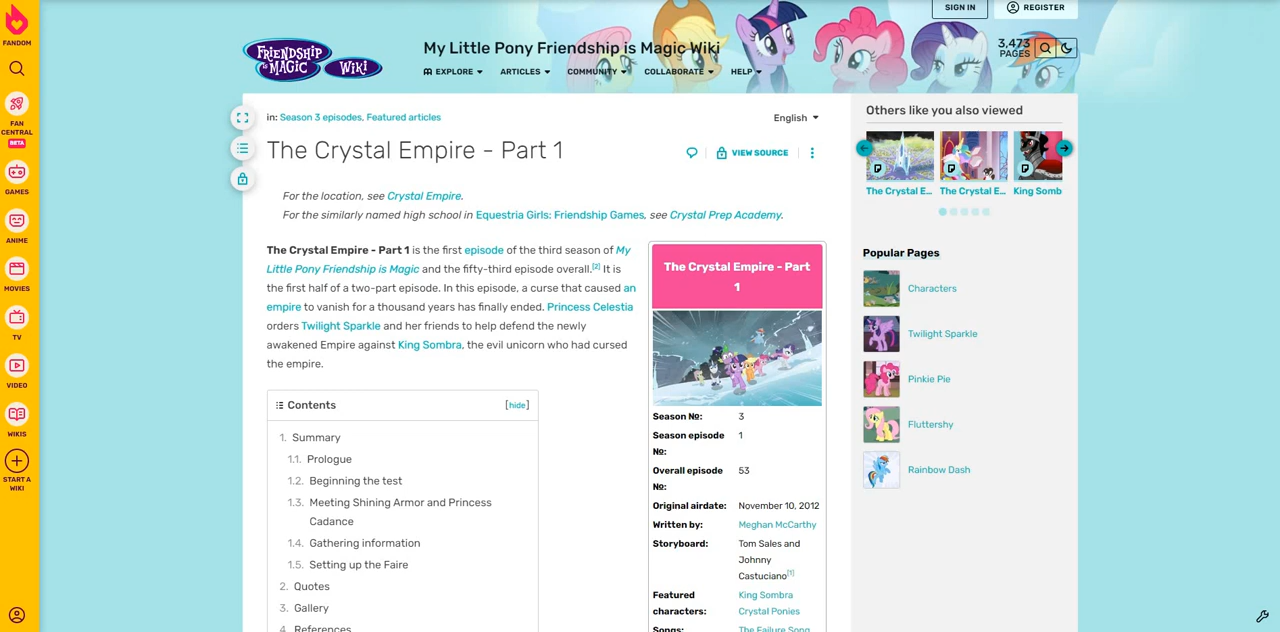 FANDOM
FAN
CENTRAL
BETA
GAMES
ANIME
MOVIES
TV
VIDEO
WIKIS
START A
WIKI
SIGN IN
REGISTER
FRIENDSHIP
IS MAGIC
WIKI
My Little Pony Friendship is Magic Wiki
3,473
PAGES
EXPLORE
ARTICLES
COMMUNITY
COLLABORATE
HELP
in: Season 3 episodes, Featured articles
English
The Crystal Empire - Part 1
VIEW SOURCE
For the location, see Crystal Empire.
For the similarly named high school in Equestria Girls: Friendship Games, see Crystal Prep Academy.
The Crystal Empire - Part 1 is the first episode of the third season of My
Little Pony Friendship is Magic and the fifty-third episode overall.[2] It is
the first half of a two-part episode. In this episode, a curse that caused an
empire to vanish for a thousand years has finally ended. Princess Celestia
orders Twilight Sparkle and her friends to help defend the newly
awakened Empire against King Sombra, the evil unicorn who had cursed
the empire.
Contents [hide]
1. Summary
1.1. Prologue
1.2. Beginning the test
1.3. Meeting Shining Armor and Princess
Cadance
1.4. Gathering information
1.5. Setting up the Faire
2. Quotes
3. Gallery
4. References
The Crystal Empire - Part
1
Season №: 3
Season episode 1
№:
Overall episode 53
№:
Original airdate: November 10, 2012
Written by: Meghan McCarthy
Storyboard: Tom Sales and
Johnny
Castuciano[1]
Featured King Sombra
characters: Crystal Ponies
Songs: The Failure Song
Others like you also viewed
The Crystal E...
The Crystal E...
King Somb
Popular Pages
Characters
Twilight Sparkle
Pinkie Pie
Fluttershy
Rainbow Dash